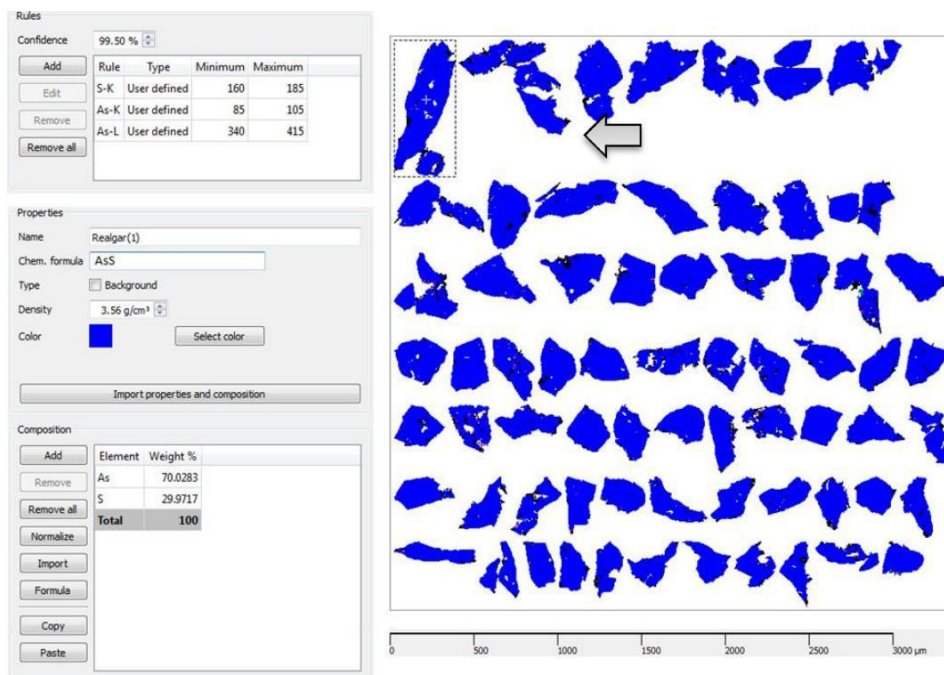 Rules
Confidence 99.50 %
Add
Edit
Remove
Remove all
Rule Type Minimum Maximum
S-K User defined 160 185
As-K User defined 85 105
As-L User defined 340 415
Properties
Name Realgar(1)
Chem. formula AsS
Type Background
Density 3.56 g/cm³
Color Select color
Import properties and composition
Composition
Add
Remove
Remove all
Normalize
Import
Formula
Copy
Paste
Element Weight %
As 70.0283
S 29.9717
Total 100
0 500 1000 1500 2000 2500 3000 µm